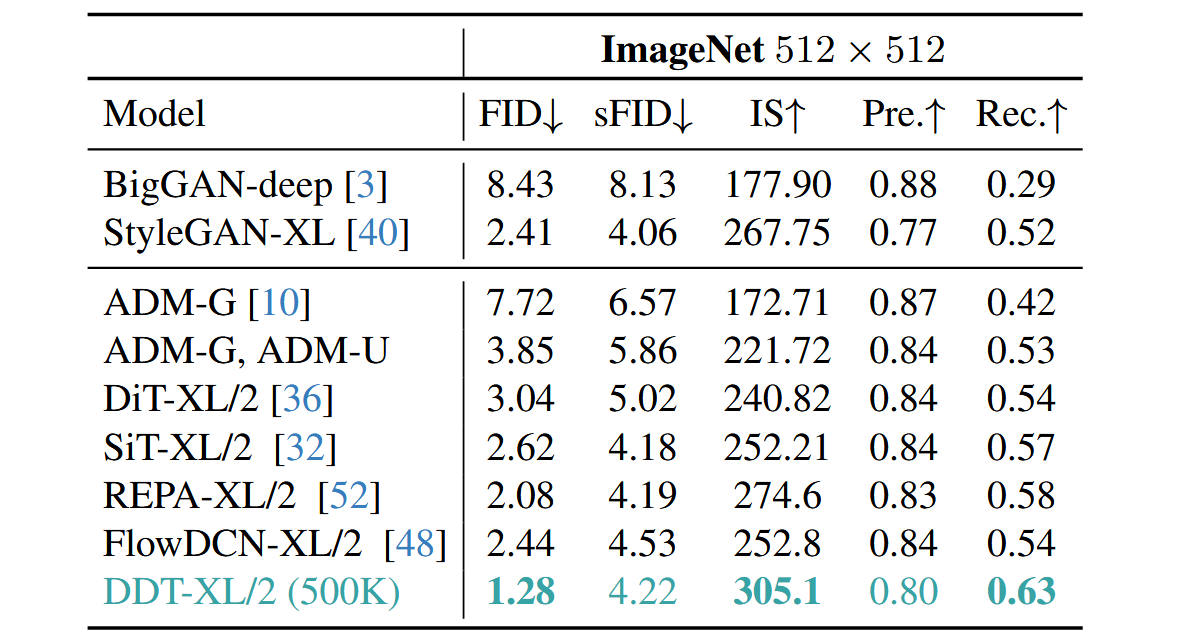 ImageNet 512 × 512
Model FID↓ sFID↓ IS↑ Pre.↑ Rec.↑
BigGAN-deep [3] 8.43 8.13 177.90 0.88 0.29
StyleGAN-XL [40] 2.41 4.06 267.75 0.77 0.52
ADM-G [10] 7.72 6.57 172.71 0.87 0.42
ADM-G, ADM-U 3.85 5.86 221.72 0.84 0.53
DiT-XL/2 [36] 3.04 5.02 240.82 0.84 0.54
SiT-XL/2 [32] 2.62 4.18 252.21 0.84 0.57
REPA-XL/2 [52] 2.08 4.19 274.6 0.83 0.58
FlowDCN-XL/2 [48] 2.44 4.53 252.8 0.84 0.54
DDT-XL/2 (500K) 1.28 4.22 305.1 0.80 0.63